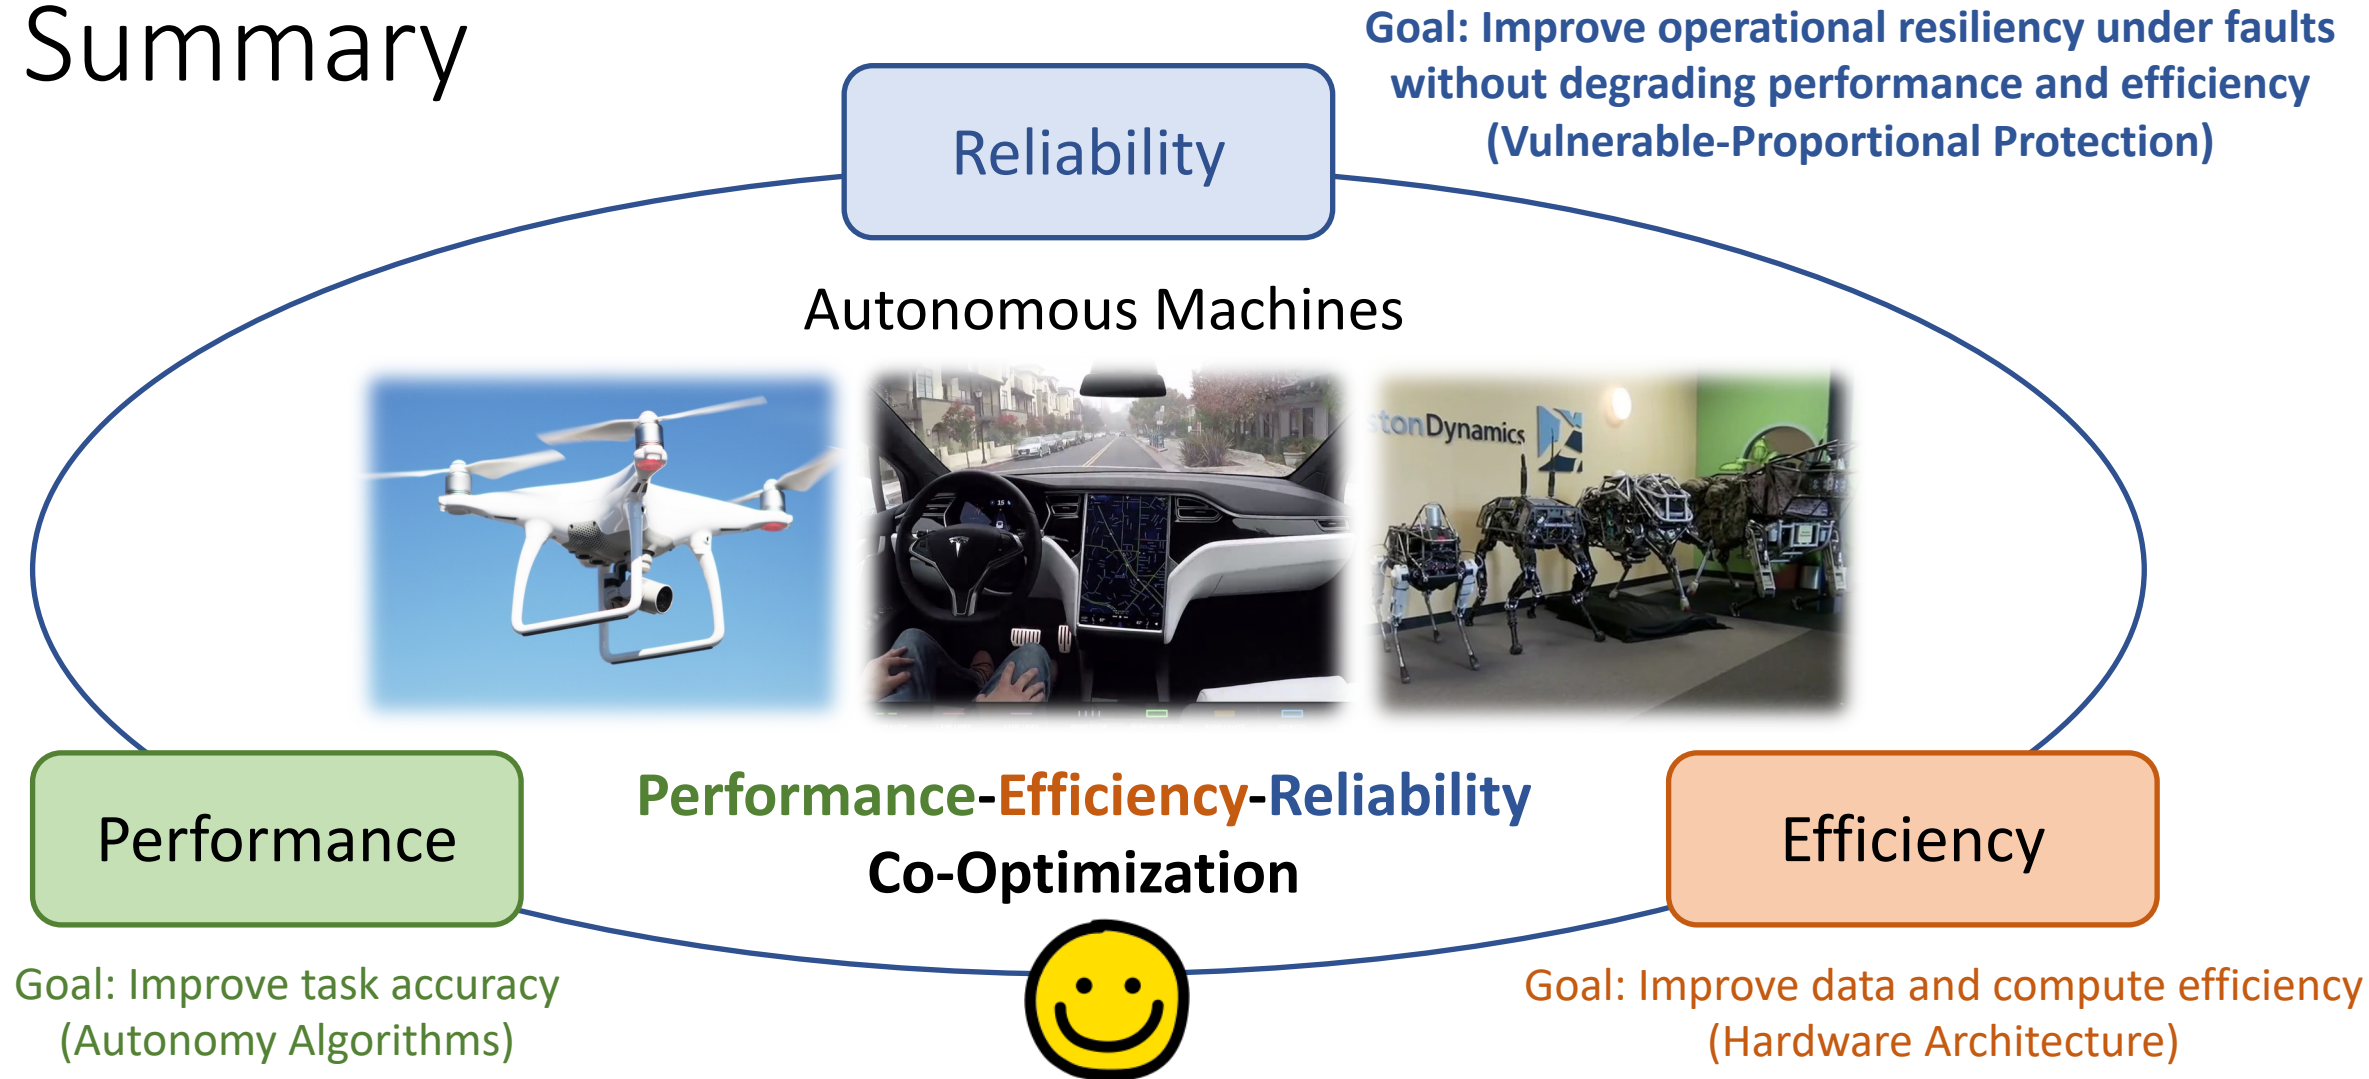 Summary
Goal: Improve operational resiliency under faults
without degrading performance and efficiency
(Vulnerable-Proportional Protection)
Reliability
Autonomous Machines
tonDynamics
Performance-Efficiency-Reliability
Co-Optimization
Performance
Efficiency
Goal: Improve task accuracy
(Autonomy Algorithms)
Goal: Improve data and compute efficiency
(Hardware Architecture)